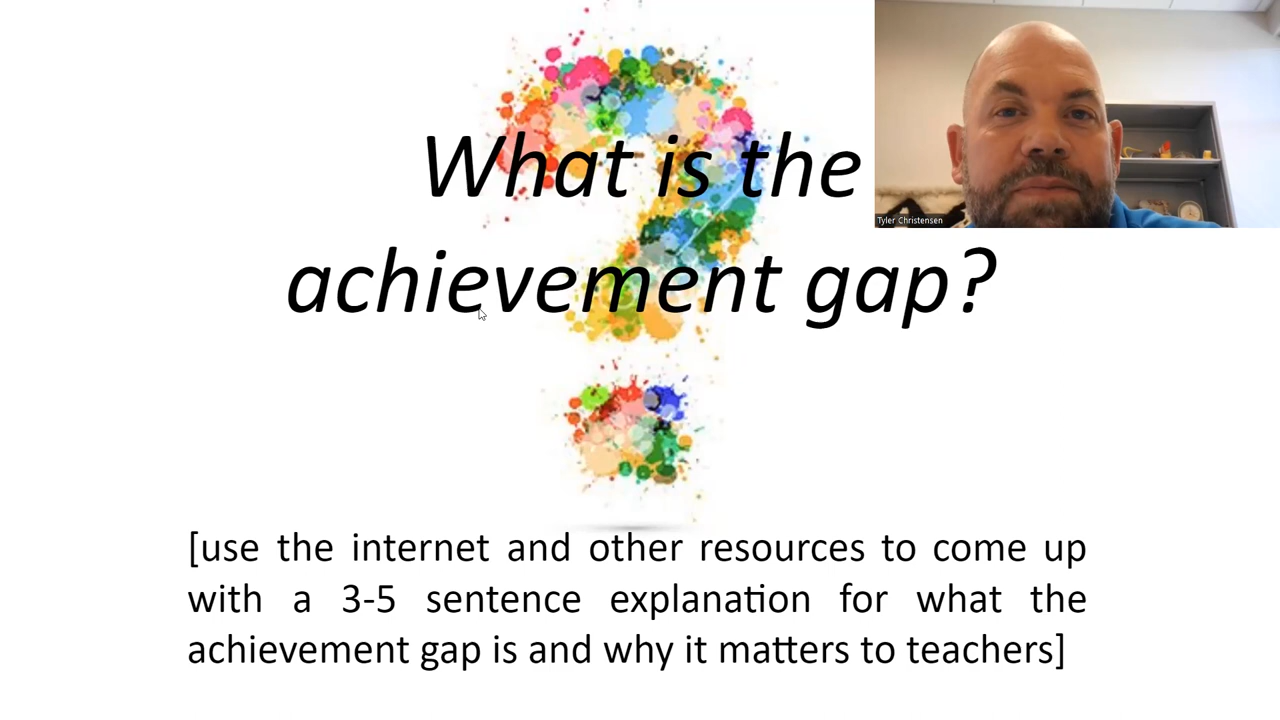 What is the
achievement gap?
Tyler Christensen
[use the internet and other resources to come up
with a 3-5 sentence explanation for what the
achievement gap is and why it matters to teachers]